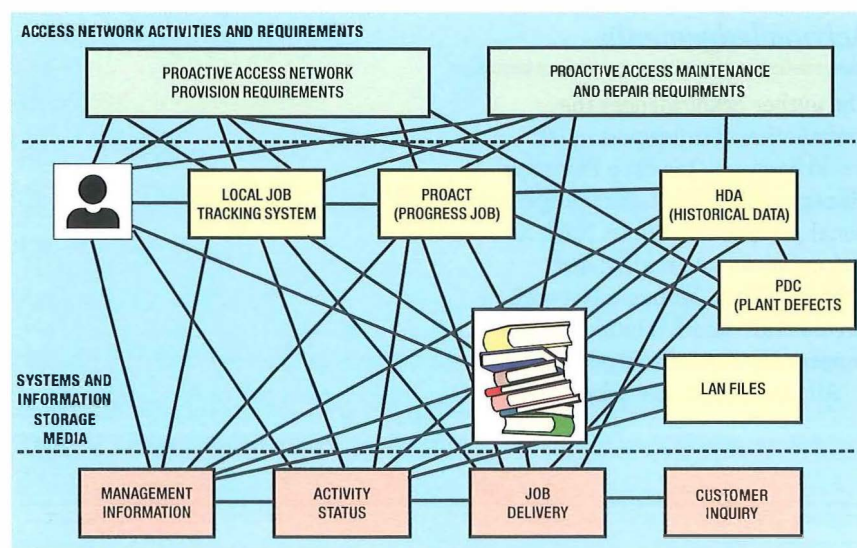 ACCESS NETWORK ACTIVITIES AND REQUIREMENTS
PROACTIVE ACCESS NETWORK
PROVISION REQUIREMENTS
PROACTIVE ACCESS MAINTENANCE
AND REPAIR REQUIRMENTS
LOCAL JOB
TRACKING SYSTEM
PROACT
(PROGRESS JOB)
HDA
(HISTORICAL DATA)
PDC
(PLANT DEFECTS
LAN FILES
SYSTEMS AND
INFORMATION
STORAGE
MEDIA
MANAGEMENT
INFORMATION
ACTIVITY
STATUS
JOB
DELIVERY
CUSTOMER
INQUIRY